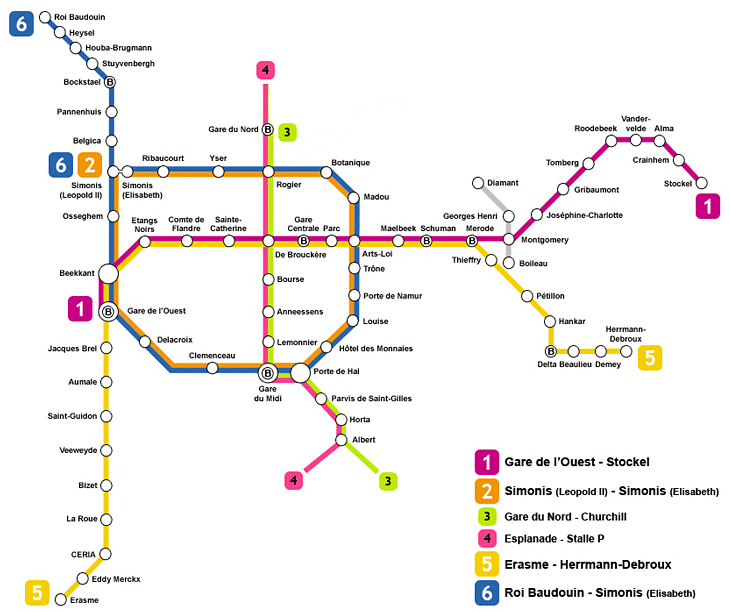 6
Roi Baudouin
Heysel
Houba-Brugmann
Stuyvenbergh
Bockstael
B
Pannenhuis
Belgica
6
2
Simonis
(Leopold II)
Simonis
(Elisabeth)
Ribaucourt
Yser
Rogier
Botanique
Madou
4
Gare du Nord
B
3
Osseghem
Etangs
Noirs
Comte de
Flandre
Sainte-
Catherine
De Brouckère
Gare
Centrale
B
Parc
Arts-Loi
Maelbeek
Schuman
B
Merode
B
Montgomery
Diamant
Georges Henri
Boileau
Joséphine-Charlotte
Gribaumont
Tomberg
Roodebeek
Vander-
velde
Alma
Crainhem
Stockel
1
Thieffry
Pétillon
Hankar
B
Delta
Beaulieu
Demey
Herrmann-
Debroux
5
Beekkant
1
B
Gare de l'Ouest
Delacroix
Clemenceau
Bourse
Anneessens
Lemonnier
B
Gare
du Midi
Porte de Hal
Hôtel des Monnaies
Louise
Porte de Namur
Trône
Parvis de Saint-Gilles
Horta
Albert
4
3
Jacques Brel
Aumale
Saint-Guidon
Veeweyde
Bizet
La Roue
CERIA
Eddy Merckx
Erasme
5
1 Gare de l'Ouest - Stockel
2 Simonis (Leopold II) - Simonis (Elisabeth)
3 Gare du Nord - Churchill
4 Esplanade - Stalle P
5 Erasme - Herrmann-Debroux
6 Roi Baudouin - Simonis (Elisabeth)